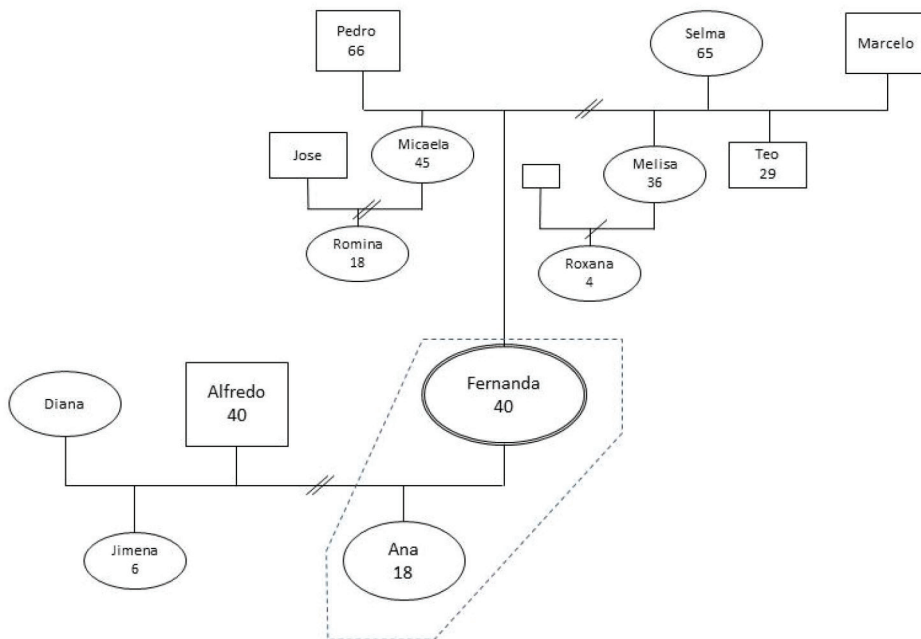 Pedro
66
Selma
65
Marcelo
Jose
Micaela
45
Melisa
36
Teo
29
Romina
18
Roxana
4
Diana
Alfredo
40
Fernanda
40
Jimena
6
Ana
18